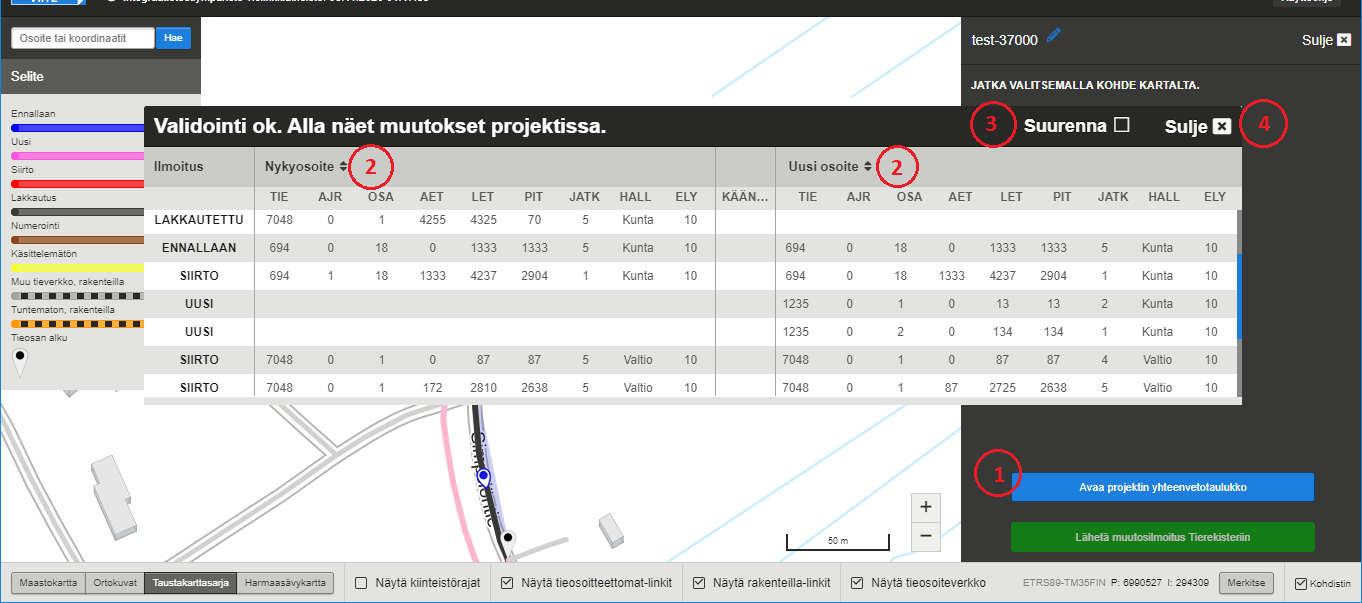 Osoite tai koordinaatit Hae
test-37000 Sulje
Selite
JATKA VALITSEMALLA KOHDE KARTALTA.
Ennallaan
Uusi
Siirto
Lakkautus
Numerointi
Käsittelemätön
Muu tieverkko, rakenteilla
Tuntematon, rakenteilla
Tieosan alku
Validointi ok. Alla näet muutokset projektissa. 3 Suurenna Sulje 4
Ilmoitus Nykyosoite 2 Uusi osoite 2
TIE AJR OSA AET LET PIT JATK HALL ELY KÄÄN... TIE AJR OSA AET LET PIT JATK HALL ELY
LAKKAUTETTU 7048 0 1 4255 4325 70 5 Kunta 10
ENNALLAAN 694 0 18 0 1333 1333 5 Kunta 10 694 0 18 0 1333 1333 5 Kunta 10
SIIRTO 694 1 18 1333 4237 2904 1 Kunta 10 694 0 18 1333 4237 2904 1 Kunta 10
UUSI 1235 0 1 0 13 13 2 Kunta 10
UUSI 1235 0 2 0 134 134 1 Kunta 10
SIIRTO 7048 0 1 0 87 87 5 Valtio 10 7048 0 1 0 87 87 4 Valtio 10
SIIRTO 7048 0 1 172 2810 2638 5 Valtio 10 7048 0 1 87 2725 2638 5 Valtio 10
1
Avaa projektin yhteenvetotaulukko
+
−
50 m
Lähetä muutosilmoitus Tierekisteriin
Maastokartta Ortokuvat Taustakarttasarja Harmaasävykartta Näytä kiinteistörajat Näytä tieosoitteettomat-linkit Näytä rakenteilla-linkit Näytä tieosoiteverkko ETRS89-TM35FIN P: 6990527 I: 294309 Merkitse Kohdistin